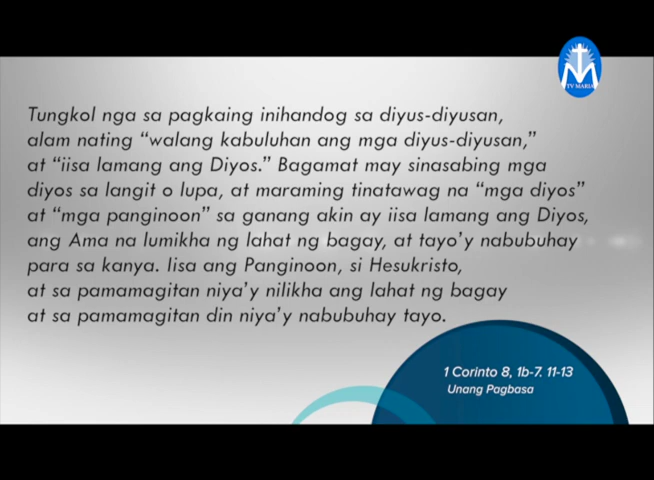 TV MARIA
Tungkol nga sa pagkaing inihandog sa diyus-diyusan,
alam nating “walang kabuluhan ang mga diyus-diyusan,”
at “iisa lamang ang Diyos.” Bagamat may sinasabing mga
diyos sa langit o lupa, at maraming tinatawag na “mga diyos”
at “mga panginoon” sa ganang akin ay iisa lamang ang Diyos,
ang Ama na lumikha ng lahat ng bagay, at tayo’y nabubuhay
para sa kanya. Iisa ang Panginoon, si Hesukristo,
at sa pamamagitan niya’y nilikha ang lahat ng bagay
at sa pamamagitan din niya’y nabubuhay tayo.
1 Corinto 8, 1b-7. 11-13
Unang Pagbasa